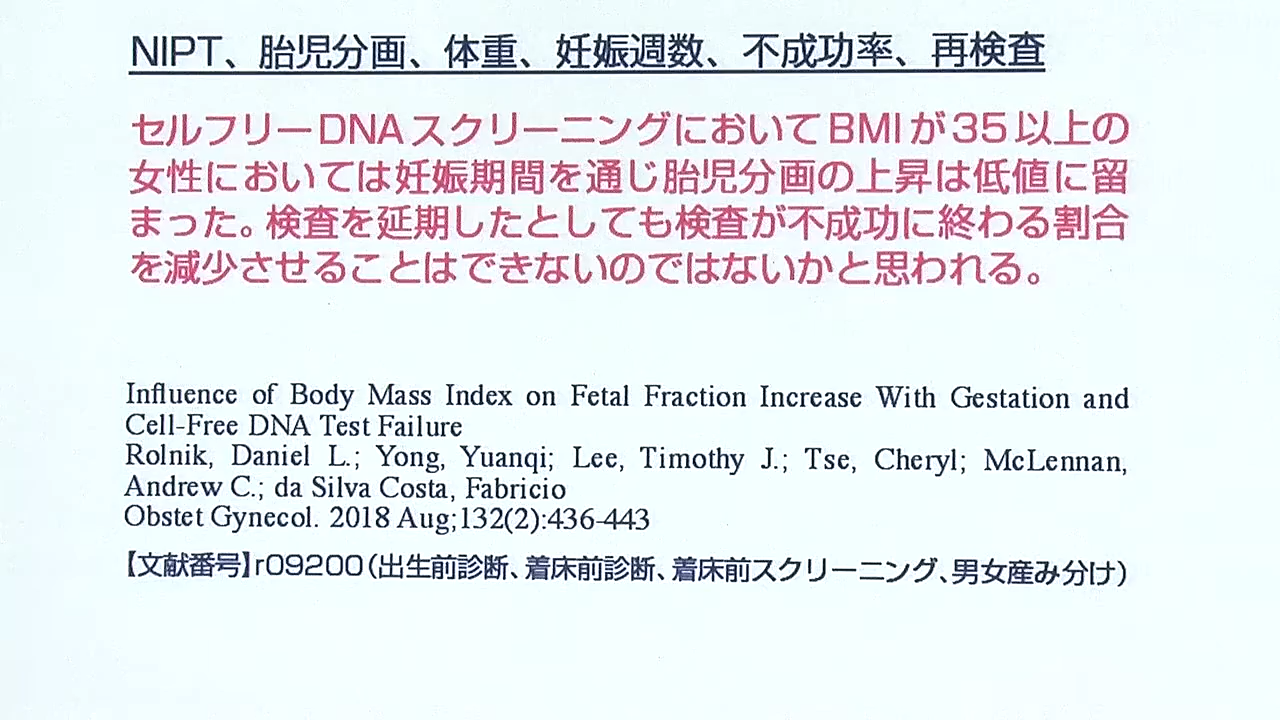 NIPT、胎児分画、体重、妊娠週数、不成功率、再検査
セルフリーDNAスクリーニングにおいてBMIが35以上の
女性においては妊娠期間を通じ胎児分画の上昇は低値に留
まった。検査を延期したとしても検査が不成功に終わる割合
を減少させることはできないのではないかと思われる。
Influence of Body Mass Index on Fetal Fraction Increase With Gestation and
Cell-Free DNA Test Failure
Rolnik, Daniel L.; Yong, Yuanqi; Lee, Timothy J.; Tse, Cheryl; McLennan,
Andrew C.; da Silva Costa, Fabricio
Obstet Gynecol. 2018 Aug;132(2):436-443
【文献番号】r09200（出生前診断、着床前診断、着床前スクリーニング、男女産み分け）